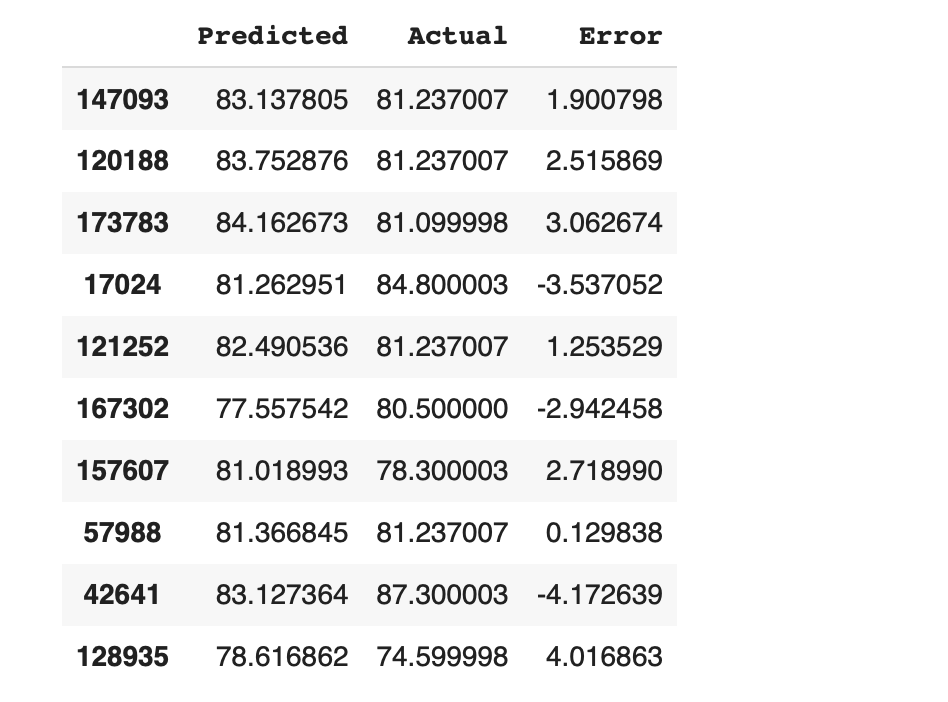 Predicted Actual Error
147093 83.137805 81.237007 1.900798
120188 83.752876 81.237007 2.515869
173783 84.162673 81.099998 3.062674
17024 81.262951 84.800003 -3.537052
121252 82.490536 81.237007 1.253529
167302 77.557542 80.500000 -2.942458
157607 81.018993 78.300003 2.718990
57988 81.366845 81.237007 0.129838
42641 83.127364 87.300003 -4.172639
128935 78.616862 74.599998 4.016863